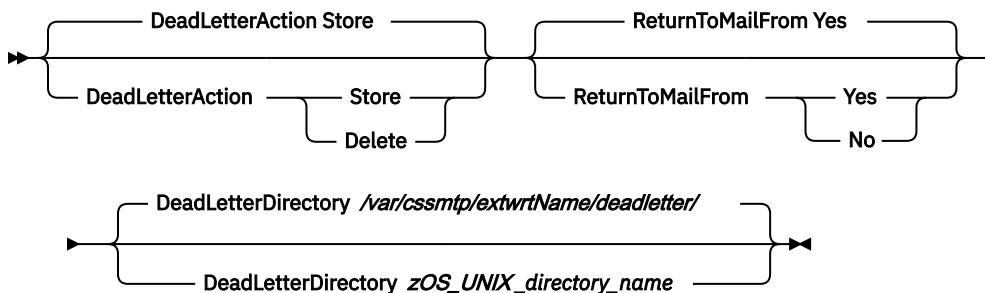 DeadLetterAction Store
ReturnToMailFrom Yes
DeadLetterAction
Store
Delete
ReturnToMailFrom
Yes
No
DeadLetterDirectory /var/cssmtp/extwrtName/deadletter/
DeadLetterDirectory zOS_UNIX_directory_name